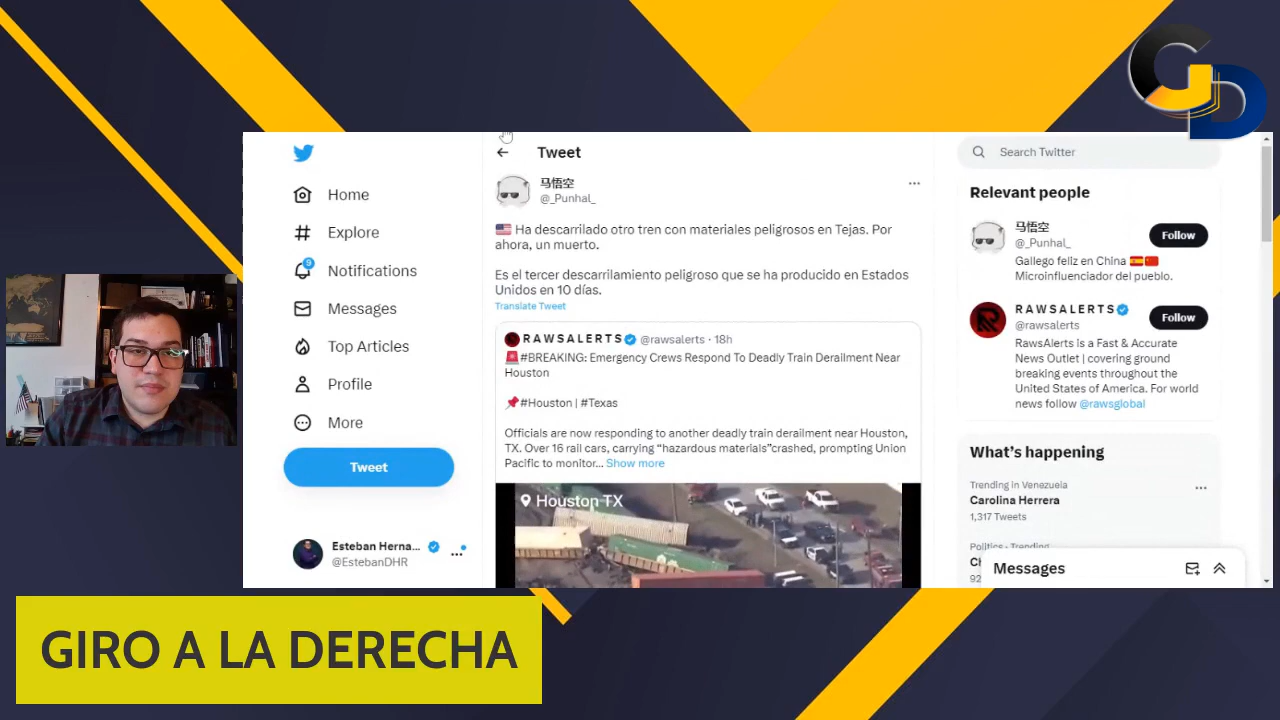 GD
Home
Explore
9
Notifications
Messages
Top Articles
Profile
More
Tweet
Esteban Herna...
@EstebanDHR
Tweet
马悟空
@_Punhal_
Ha descarrilado otro tren con materiales peligrosos en Tejas. Por
ahora, un muerto.
Es el tercer descarrilamiento peligroso que se ha producido en Estados
Unidos en 10 días.
Translate Tweet
RAWSALERTS @rawsalerts · 18h
#BREAKING: Emergency Crews Respond To Deadly Train Derailment Near
Houston
#Houston | #Texas
Officials are now responding to another deadly train derailment near Houston,
TX. Over 16 rail cars, carrying “hazardous materials”crashed, prompting Union
Pacific to monitor... Show more
Houston TX
Search Twitter
Relevant people
马悟空
@_Punhal_
Follow
Gallego feliz en China
Microinfluenciador del pueblo.
RAWSALERTS
@rawsalerts
Follow
RawsAlerts is a Fast & Accurate
News Outlet | covering ground
breaking events throughout the
United States of America. For world
news follow @rawsglobal
What’s happening
Trending in Venezuela
Carolina Herrera
1,317 Tweets
Politics · Trending
Messages
GIRO A LA DERECHA